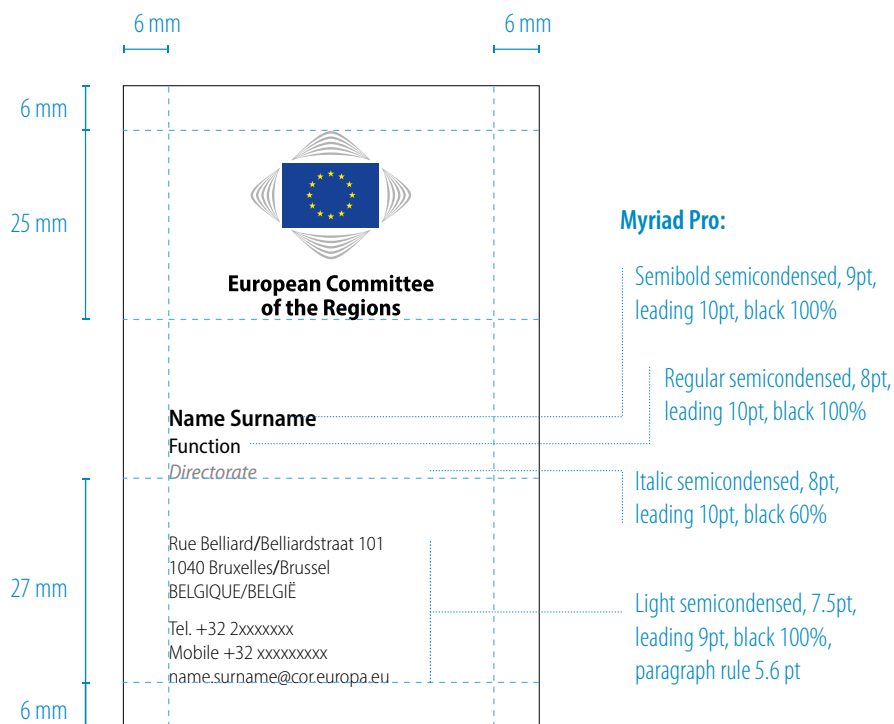 6 mm
6 mm
6 mm
25 mm
European Committee
of the Regions
Myriad Pro:
Semibold semicondensed, 9pt,
leading 10pt, black 100%
Regular semicondensed, 8pt,
leading 10pt, black 100%
Name Surname
Function
Directorate
Italic semicondensed, 8pt,
leading 10pt, black 60%
Rue Belliard/Belliardstraat 101
1040 Bruxelles/Brussel
BELGIQUE/BELGIË
27 mm
Tel. +32 2xxxxxxx
Mobile +32 xxxxxxxxx
name.surname@cor.europa.eu
Light semicondensed, 7.5pt,
leading 9pt, black 100%,
paragraph rule 5.6 pt
6 mm